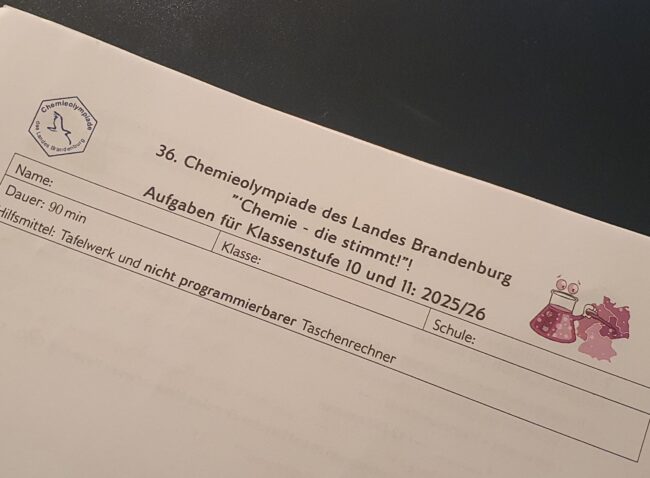 Chemieolympiade
des Landes Brandenburg
36. Chemieolympiade des Landes Brandenburg
"‘Chemie - die stimmt!"’!
Aufgaben für Klassenstufe 10 und 11: 2025/26
Name:
Klasse:
Schule:
Dauer: 90 min
Hilfsmittel: Tafelwerk und nicht programmierbarer Taschenrechner